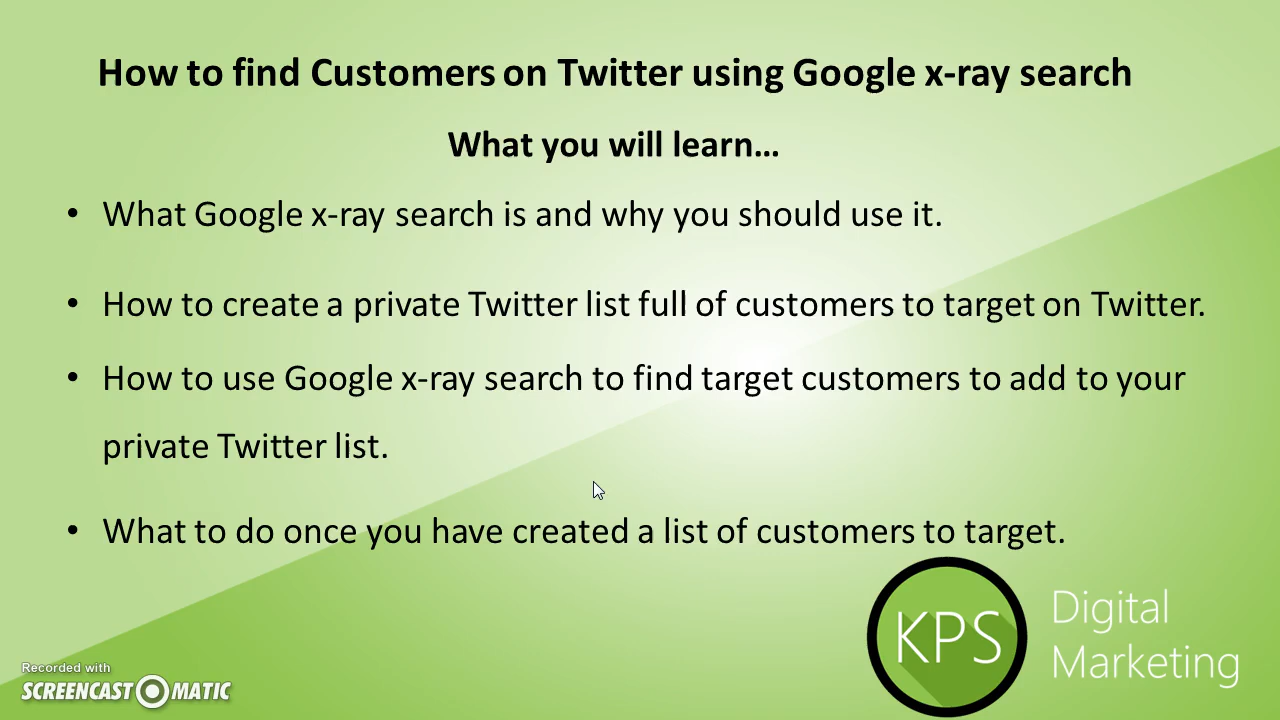 How to find Customers on Twitter using Google x-ray search
What you will learn…
• What Google x-ray search is and why you should use it.
• How to create a private Twitter list full of customers to target on Twitter.
• How to use Google x-ray search to find target customers to add to your
private Twitter list.
• What to do once you have created a list of customers to target.
KPS
Digital
Marketing
Recorded with
SCREENCAST MATIC